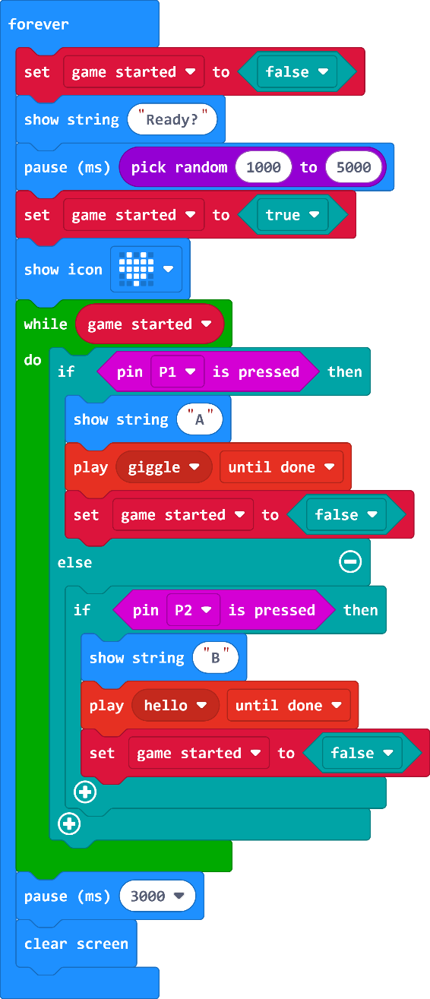 forever
set game started to false
show string "Ready?"
pause (ms) pick random 1000 to 5000
set game started to true
show icon
while game started
do
if pin P1 is pressed then
show string "A"
play giggle until done
set game started to false
else
if pin P2 is pressed then
show string "B"
play hello until done
set game started to false
pause (ms) 3000
clear screen